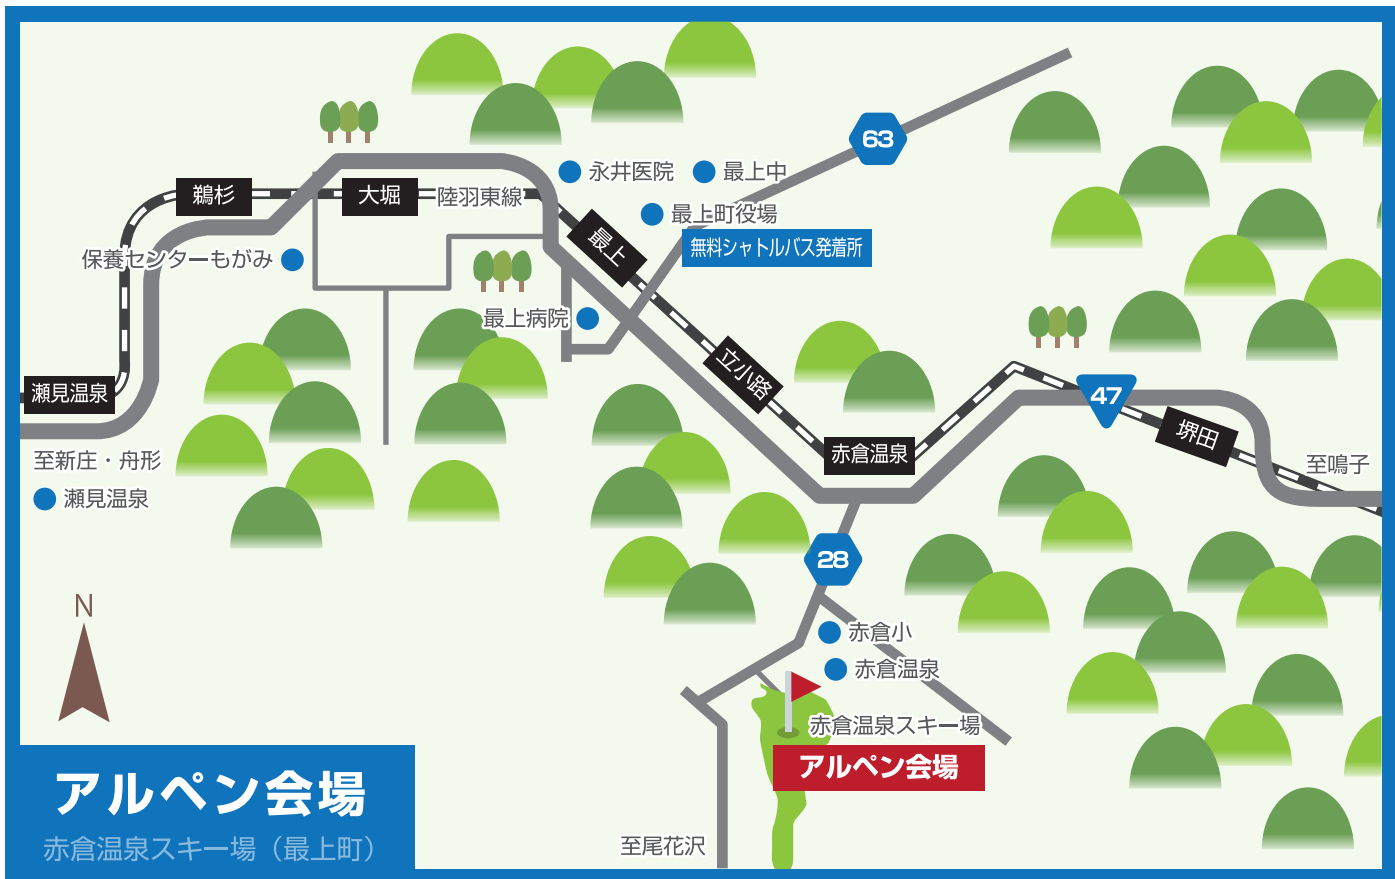 63
永井医院
最上中
鵜杉
大堀
陸羽東線
最上町役場
無料シャトルバス発着所
最上
保養センターもがみ
最上病院
立小路
瀬見温泉
47
堺田
赤倉温泉
至新庄・舟形
至鳴子
瀬見温泉
28
N
赤倉小
赤倉温泉
赤倉温泉スキー場
アルペン会場
アルペン会場
赤倉温泉スキー場（最上町）
至尾花沢